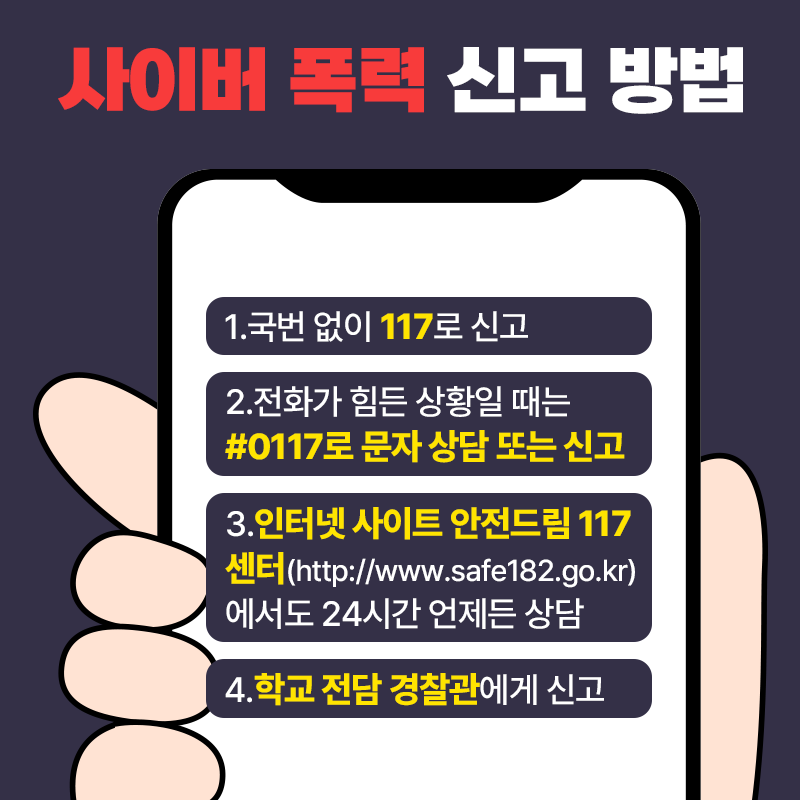 사이버 폭력 신고 방법
1.국번 없이 117로 신고
2.전화가 힘든 상황일 때는
#0117로 문자 상담 또는 신고
3.인터넷 사이트 안전드림 117
센터(http://www.safe182.go.kr)
에서도 24시간 언제든 상담
4.학교 전담 경찰관에게 신고